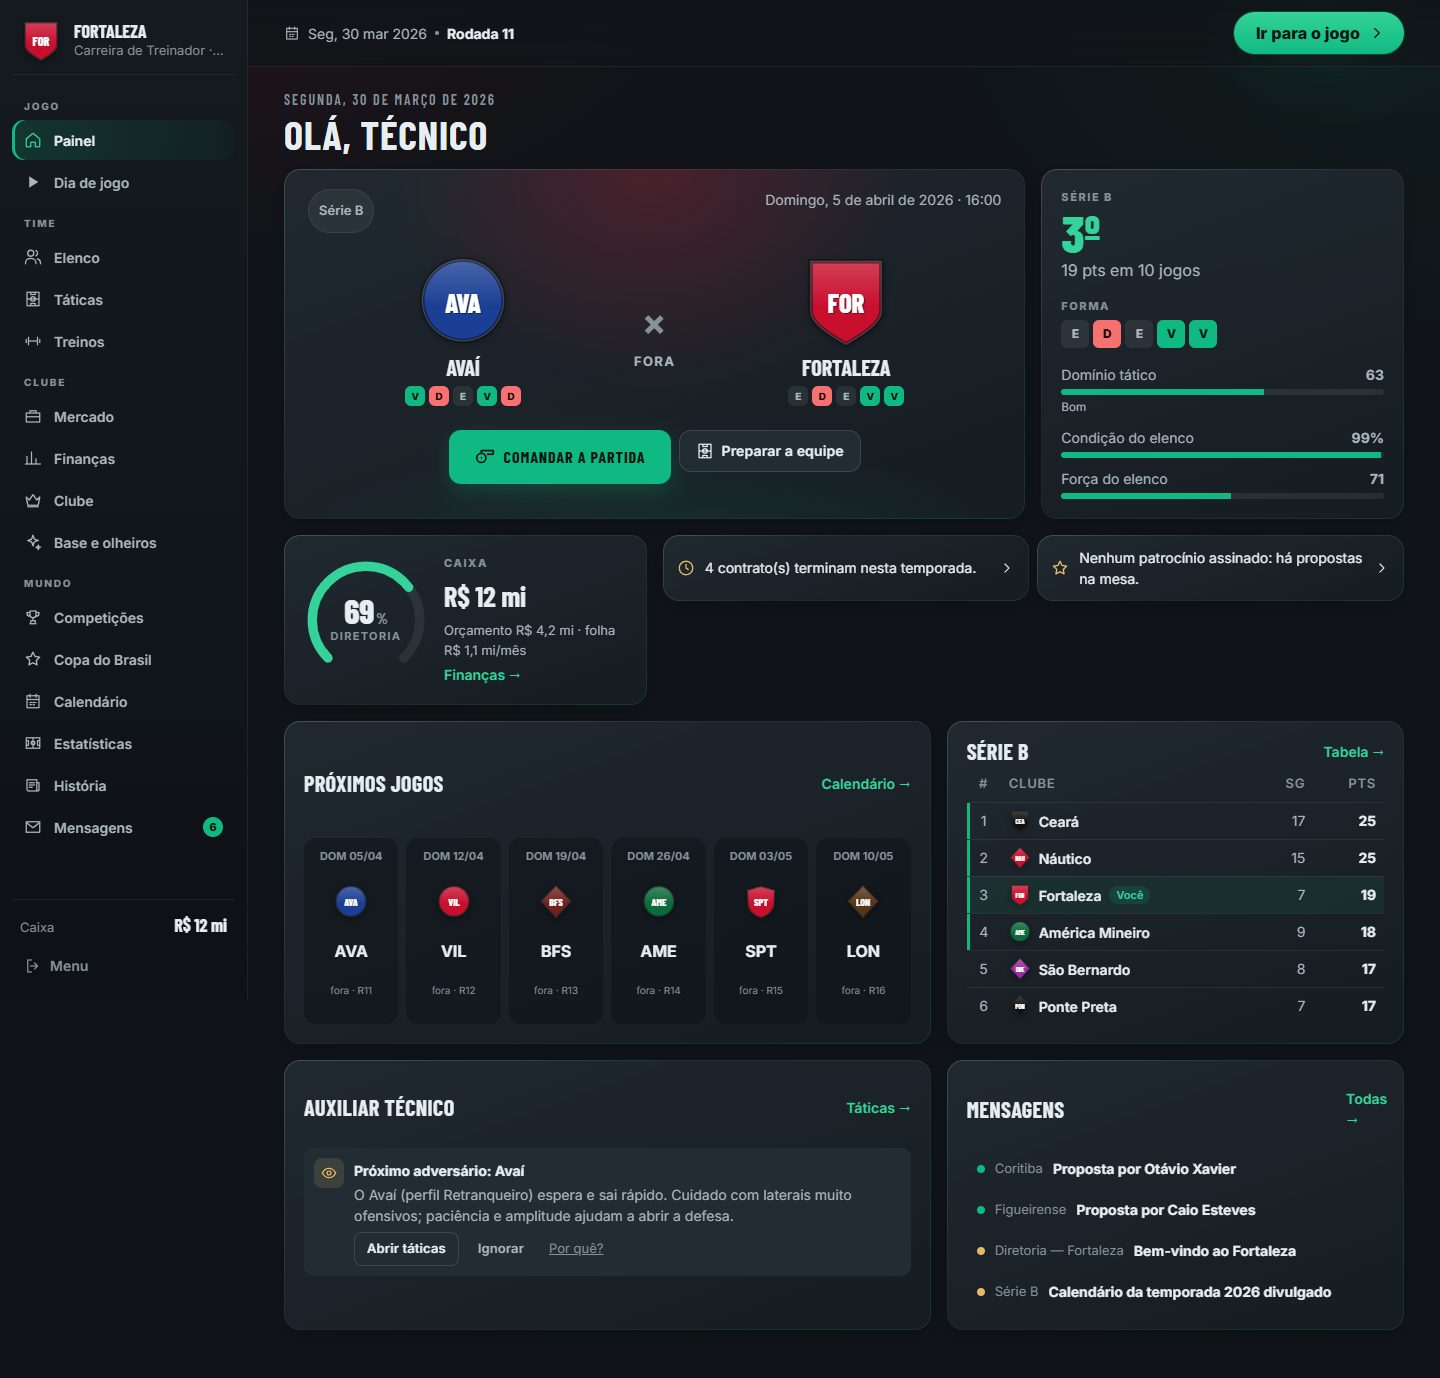 FOR
FORTALEZA
Carreira de Treinador ·...
JOGO
Painel
Dia de jogo
TIME
Elenco
Táticas
Treinos
CLUBE
Mercado
Finanças
Clube
Base e olheiros
MUNDO
Competições
Copa do Brasil
Calendário
Estatísticas
História
Mensagens 6
Caixa R$ 12 mi
Menu
Seg, 30 mar 2026 • Rodada 11
Ir para o jogo
SEGUNDA, 30 DE MARÇO DE 2026
OLÁ, TÉCNICO
Série B
Domingo, 5 de abril de 2026 · 16:00
AVA
FOR
×
FORA
AVAÍ
FORTALEZA
V D E V D
E D E V V
COMANDAR A PARTIDA
Preparar a equipe
SÉRIE B
3º
19 pts em 10 jogos
FORMA
E D E V V
Domínio tático 63
Bom
Condição do elenco 99%
Força do elenco 71
69%
DIRETORIA
CAIXA
R$ 12 mi
Orçamento R$ 4,2 mi · folha
R$ 1,1 mi/mês
Finanças →
4 contrato(s) terminam nesta temporada.
Nenhum patrocínio assinado: há propostas
na mesa.
PRÓXIMOS JOGOS
Calendário →
DOM 05/04 DOM 12/04 DOM 19/04 DOM 26/04 DOM 03/05 DOM 10/05
AVA VIL BFS AME SPT LON
AVA VIL BFS AME SPT LON
fora · R11 fora · R12 fora · R13 fora · R14 fora · R15 fora · R16
SÉRIE B
Tabela →
# CLUBE SG PTS
1 CEA Ceará 17 25
2 Náutico 15 25
3 FOR Fortaleza Você 7 19
4 AME América Mineiro 9 18
5 São Bernardo 8 17
6 PON Ponte Preta 7 17
AUXILIAR TÉCNICO
Táticas →
Próximo adversário: Avaí
O Avaí (perfil Retranqueiro) espera e sai rápido. Cuidado com laterais muito
ofensivos; paciência e amplitude ajudam a abrir a defesa.
Abrir táticas Ignorar Por quê?
MENSAGENS
Todas
→
Coritiba Proposta por Otávio Xavier
Figueirense Proposta por Caio Esteves
Diretoria — Fortaleza Bem-vindo ao Fortaleza
Série B Calendário da temporada 2026 divulgado